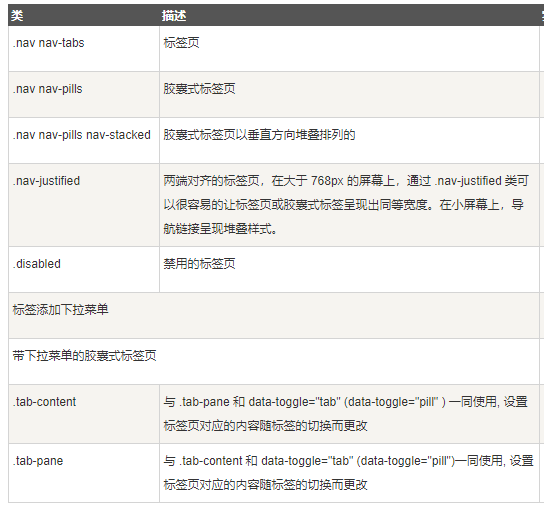 类 描述
.nav nav-tabs 标签页
.nav nav-pills 胶囊式标签页
.nav nav-pills nav-stacked 胶囊式标签页以垂直方向堆叠排列的
.nav-justified 两端对齐的标签页，在大于 768px 的屏幕上，通过 .nav-justified 类可
以很容易的让标签页或胶囊式标签呈现出同等宽度。在小屏幕上，导
航链接呈现堆叠样式。
.disabled 禁用的标签页
标签添加下拉菜单
带下拉菜单的胶囊式标签页
.tab-content 与 .tab-pane 和 data-toggle="tab" (data-toggle="pill" ) 一同使用, 设置
标签页对应的内容随标签的切换而更改
.tab-pane 与 .tab-content 和 data-toggle="tab" (data-toggle="pill")一同使用, 设置
标签页对应的内容随标签的切换而更改